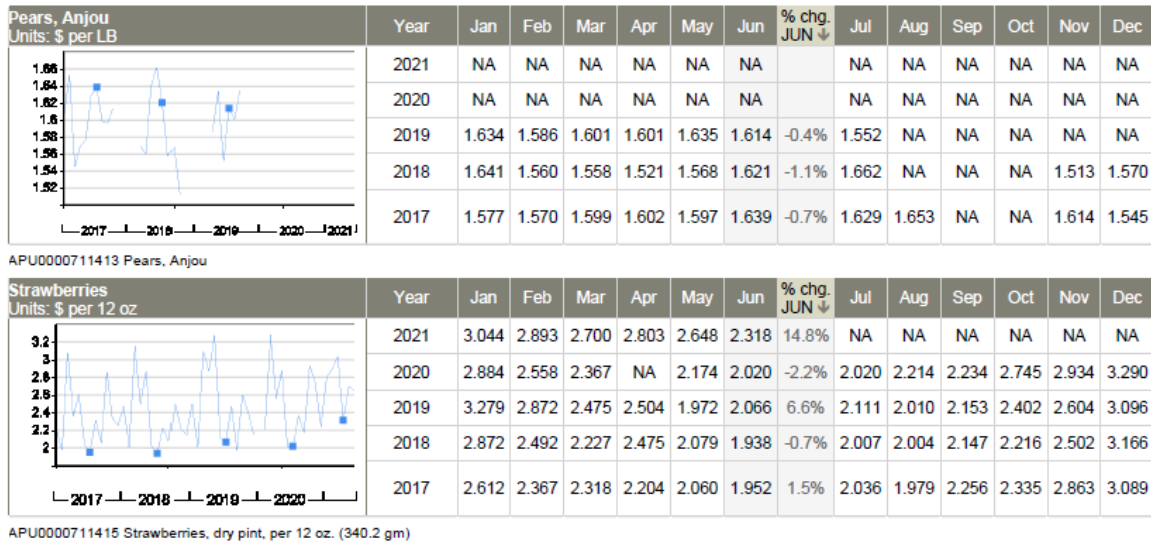 Pears, Anjou
Units: $ per LB
Year Jan Feb Mar Apr May Jun % chg. JUN ↓ Jul Aug Sep Oct Nov Dec
1.66
1.64
1.62
1.6
1.58
1.56
1.54
1.52
2017 2018 2019 2020 2021
2021 NA NA NA NA NA NA NA NA NA NA NA NA
2020 NA NA NA NA NA NA NA NA NA NA NA NA
2019 1.634 1.586 1.601 1.601 1.635 1.614 -0.4% 1.552 NA NA NA NA NA
2018 1.641 1.560 1.558 1.521 1.568 1.621 -1.1% 1.662 NA NA NA 1.513 1.570
2017 1.577 1.570 1.599 1.602 1.597 1.639 -0.7% 1.629 1.653 NA NA 1.614 1.545
APU0000711413 Pears, Anjou
Strawberries
Units: $ per 12 oz
Year Jan Feb Mar Apr May Jun % chg. JUN ↓ Jul Aug Sep Oct Nov Dec
3.2
3
2.8
2.6
2.4
2.2
2
2017 2018 2019 2020
2021 3.044 2.893 2.700 2.803 2.648 2.318 14.8% NA NA NA NA NA NA
2020 2.884 2.558 2.367 NA 2.174 2.020 -2.2% 2.020 2.214 2.234 2.745 2.934 3.290
2019 3.279 2.872 2.475 2.504 1.972 2.066 6.6% 2.111 2.010 2.153 2.402 2.604 3.096
2018 2.872 2.492 2.227 2.475 2.079 1.938 -0.7% 2.007 2.004 2.147 2.216 2.502 3.166
2017 2.612 2.367 2.318 2.204 2.060 1.952 1.5% 2.036 1.979 2.256 2.335 2.863 3.089
APU0000711415 Strawberries, dry pint, per 12 oz. (340.2 gm)